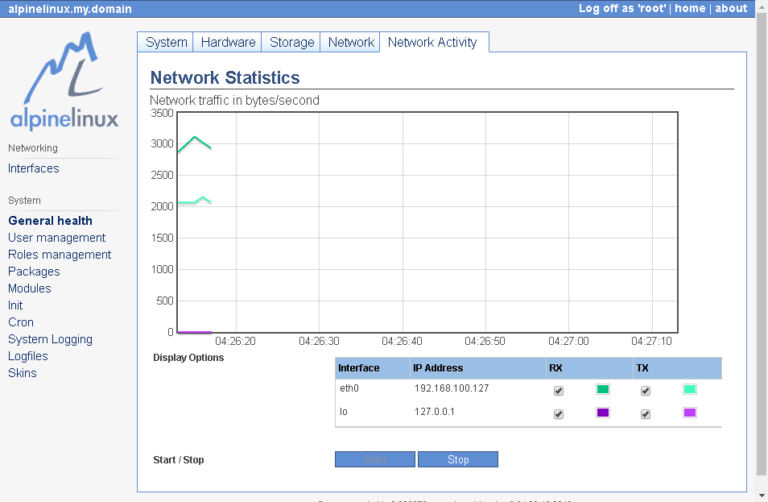 alpinelinux.my.domain
Log off as 'root' | home | about
alpinelinux
Networking
Interfaces
System
General health
User management
Roles management
Packages
Modules
Init
Cron
System Logging
Logfiles
Skins
System Hardware Storage Network Network Activity
Network Statistics
Network traffic in bytes/second
3500
3000
2500
2000
1500
1000
500
0
04:26:20 04:26:30 04:26:40 04:26:50 04:27:00 04:27:10
Display Options
Interface IP Address RX TX
eth0 192.168.100.127
lo 127.0.0.1
Start / Stop
Stop